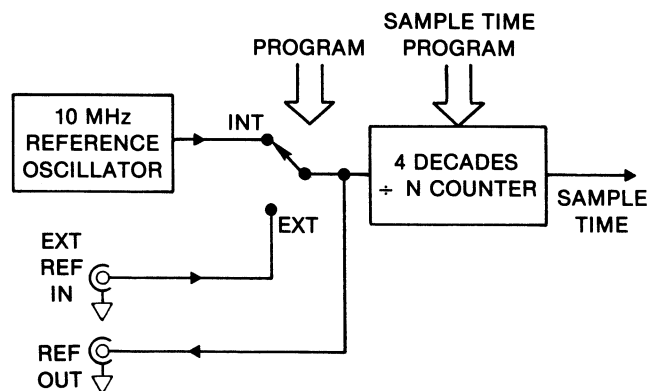 PROGRAM
SAMPLE TIME
PROGRAM
10 MHz
REFERENCE
OSCILLATOR
INT
4 DECADES
÷ N COUNTER
SAMPLE
TIME
EXT
EXT
REF
IN
REF
OUT